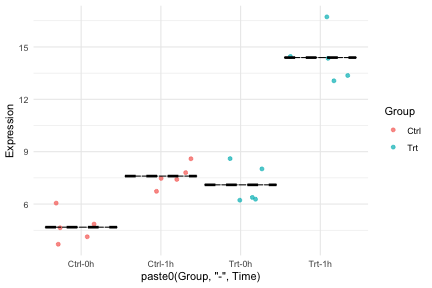 15
12
9
6
Expression
Ctrl-0h
Ctrl-1h
Trt-0h
Trt-1h
paste0(Group, "-", Time)
Group
Ctrl
Trt